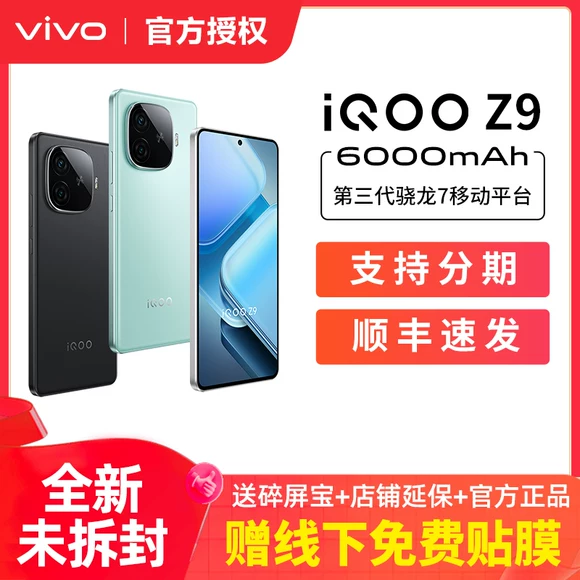 vivo 官方授权
iQOO Z9
6000mAh
第三代骁龙7移动平台
支持分期
顺丰速发
iQOO
iQOO
iQOO Z9
全新
未拆封
送碎屏宝+店铺延保+官方正品
赠线下免费贴膜